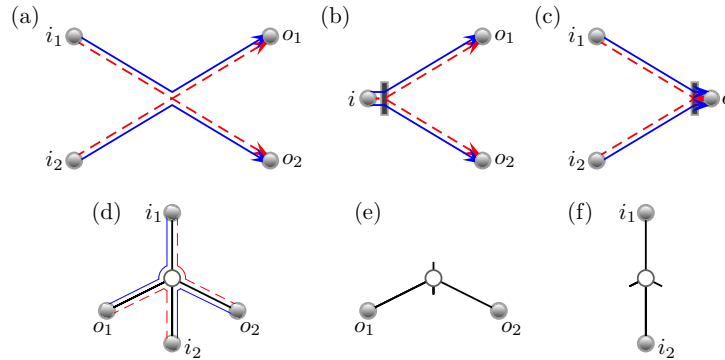 (a) (b) (c)
i₁ o₁ o₁ i₁
i o
i₂ o₂ o₂ i₂
(d) (e) (f)
i₁ i₁
o₁ o₂ o₁ o₂
i₂ i₂